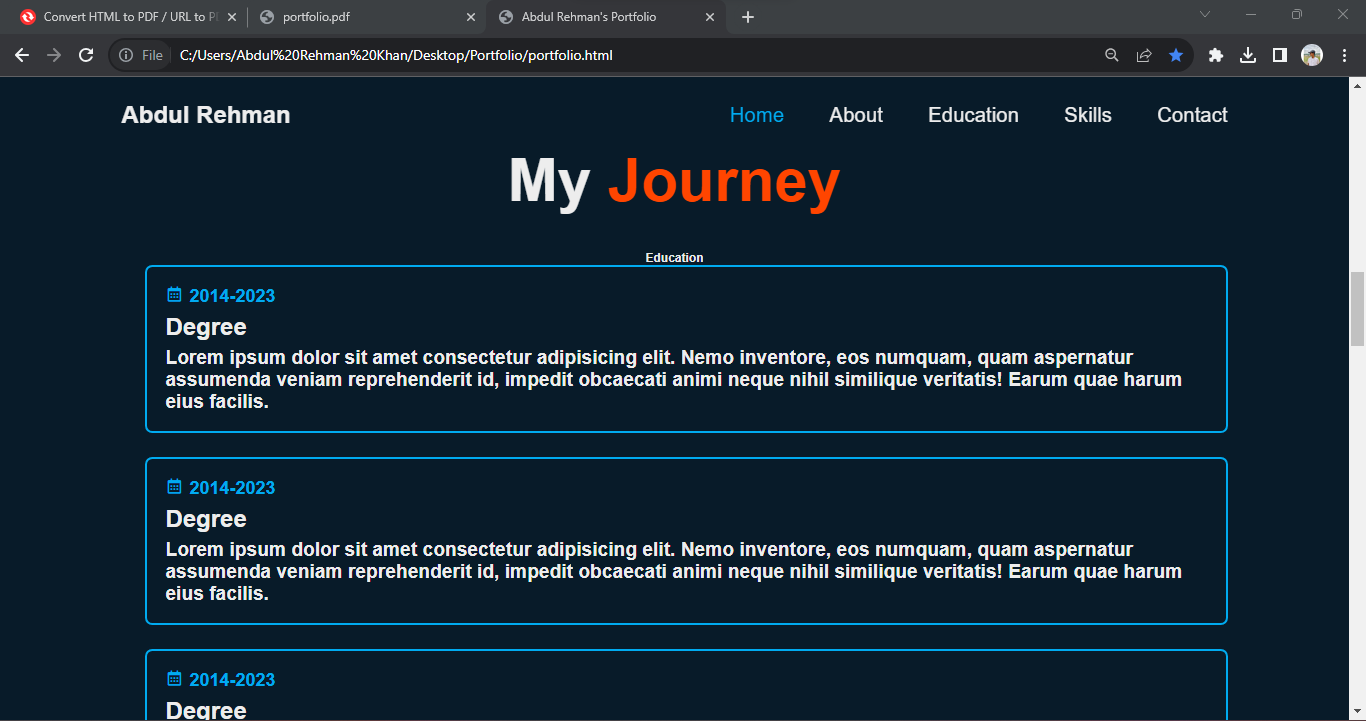 Convert HTML to PDF / URL to P
portfolio.pdf
Abdul Rehman's Portfolio
File
C:/Users/Abdul%20Rehman%20Khan/Desktop/Portfolio/portfolio.html
Abdul Rehman
Home
About
Education
Skills
Contact
My Journey
Education
2014-2023
Degree
Lorem ipsum dolor sit amet consectetur adipisicing elit. Nemo inventore, eos numquam, quam aspernatur
assumenda veniam reprehenderit id, impedit obcaecati animi neque nihil similique veritatis! Earum quae harum
eius facilis.
2014-2023
Degree
Lorem ipsum dolor sit amet consectetur adipisicing elit. Nemo inventore, eos numquam, quam aspernatur
assumenda veniam reprehenderit id, impedit obcaecati animi neque nihil similique veritatis! Earum quae harum
eius facilis.
2014-2023
Degree